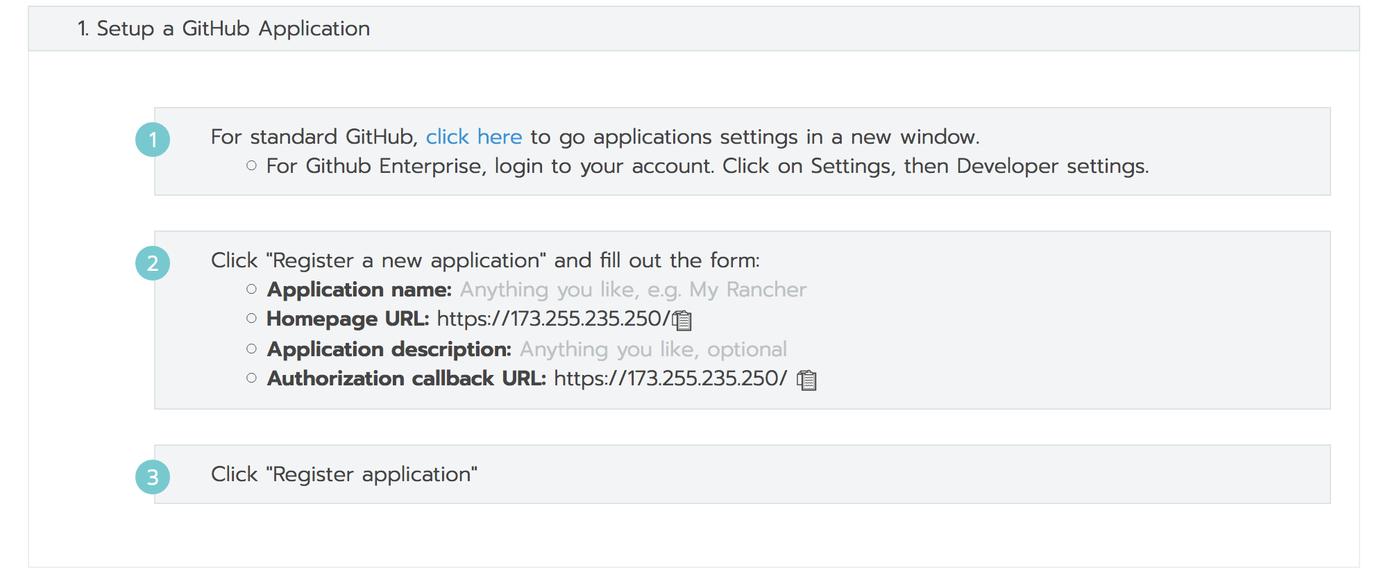 1. Setup a GitHub Application
1
For standard GitHub, click here to go applications settings in a new window.
For Github Enterprise, login to your account. Click on Settings, then Developer settings.
2
Click "Register a new application" and fill out the form:
Application name: Anything you like, e.g. My Rancher
Homepage URL: https://173.255.235.250/
Application description: Anything you like, optional
Authorization callback URL: https://173.255.235.250/
3
Click "Register application"